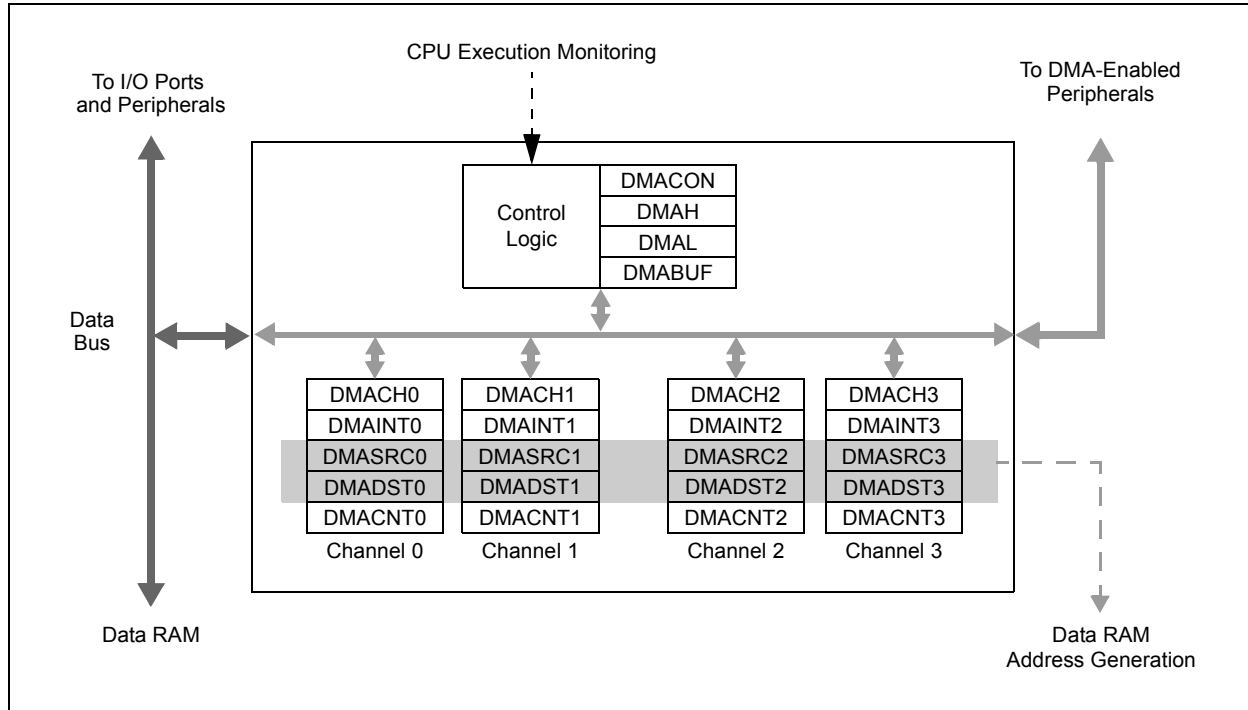 CPU Execution Monitoring
To I/O Ports
and Peripherals
To DMA-Enabled
Peripherals
Control
Logic
DMACON
DMAH
DMAL
DMABUF
Data
Bus
DMACH0
DMAINT0
DMASRC0
DMADST0
DMACNT0
Channel 0
DMACH1
DMAINT1
DMASRC1
DMADST1
DMACNT1
Channel 1
DMACH2
DMAINT2
DMASRC2
DMADST2
DMACNT2
Channel 2
DMACH3
DMAINT3
DMASRC3
DMADST3
DMACNT3
Channel 3
Data RAM
Data RAM
Address Generation